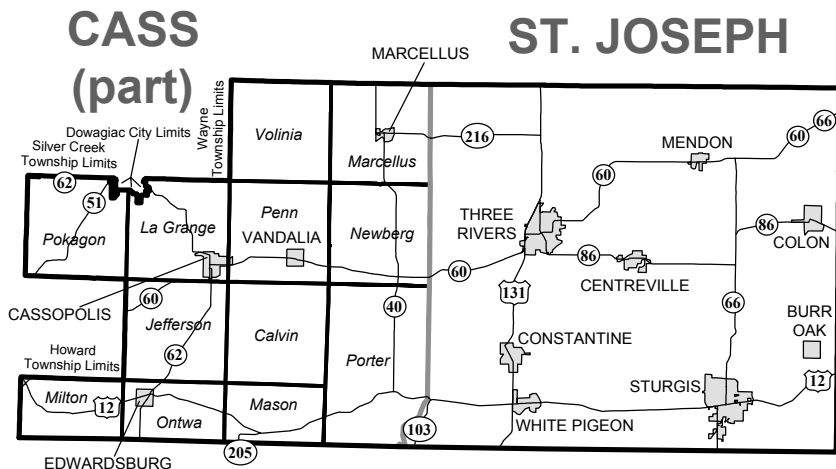 CASS
(part)
ST. JOSEPH
MARCELLUS
Wayne
Township Limits
Dowagiac City Limits
Silver Creek
Township Limits
Volinia
Marcellus
216
MENDON
60
66
62
51
60
Pokagon
La Grange
Penn
VANDALIA
Newberg
THREE
RIVERS
86
COLON
86
CENTREVILLE
60
131
CASSOPOLIS
60
40
66
Jefferson
Calvin
CONSTANTINE
BURR
OAK
Howard
Township Limits
62
Porter
Milton
12
Ontwa
Mason
STURGIS
12
WHITE PIGEON
103
205
EDWARDSBURG